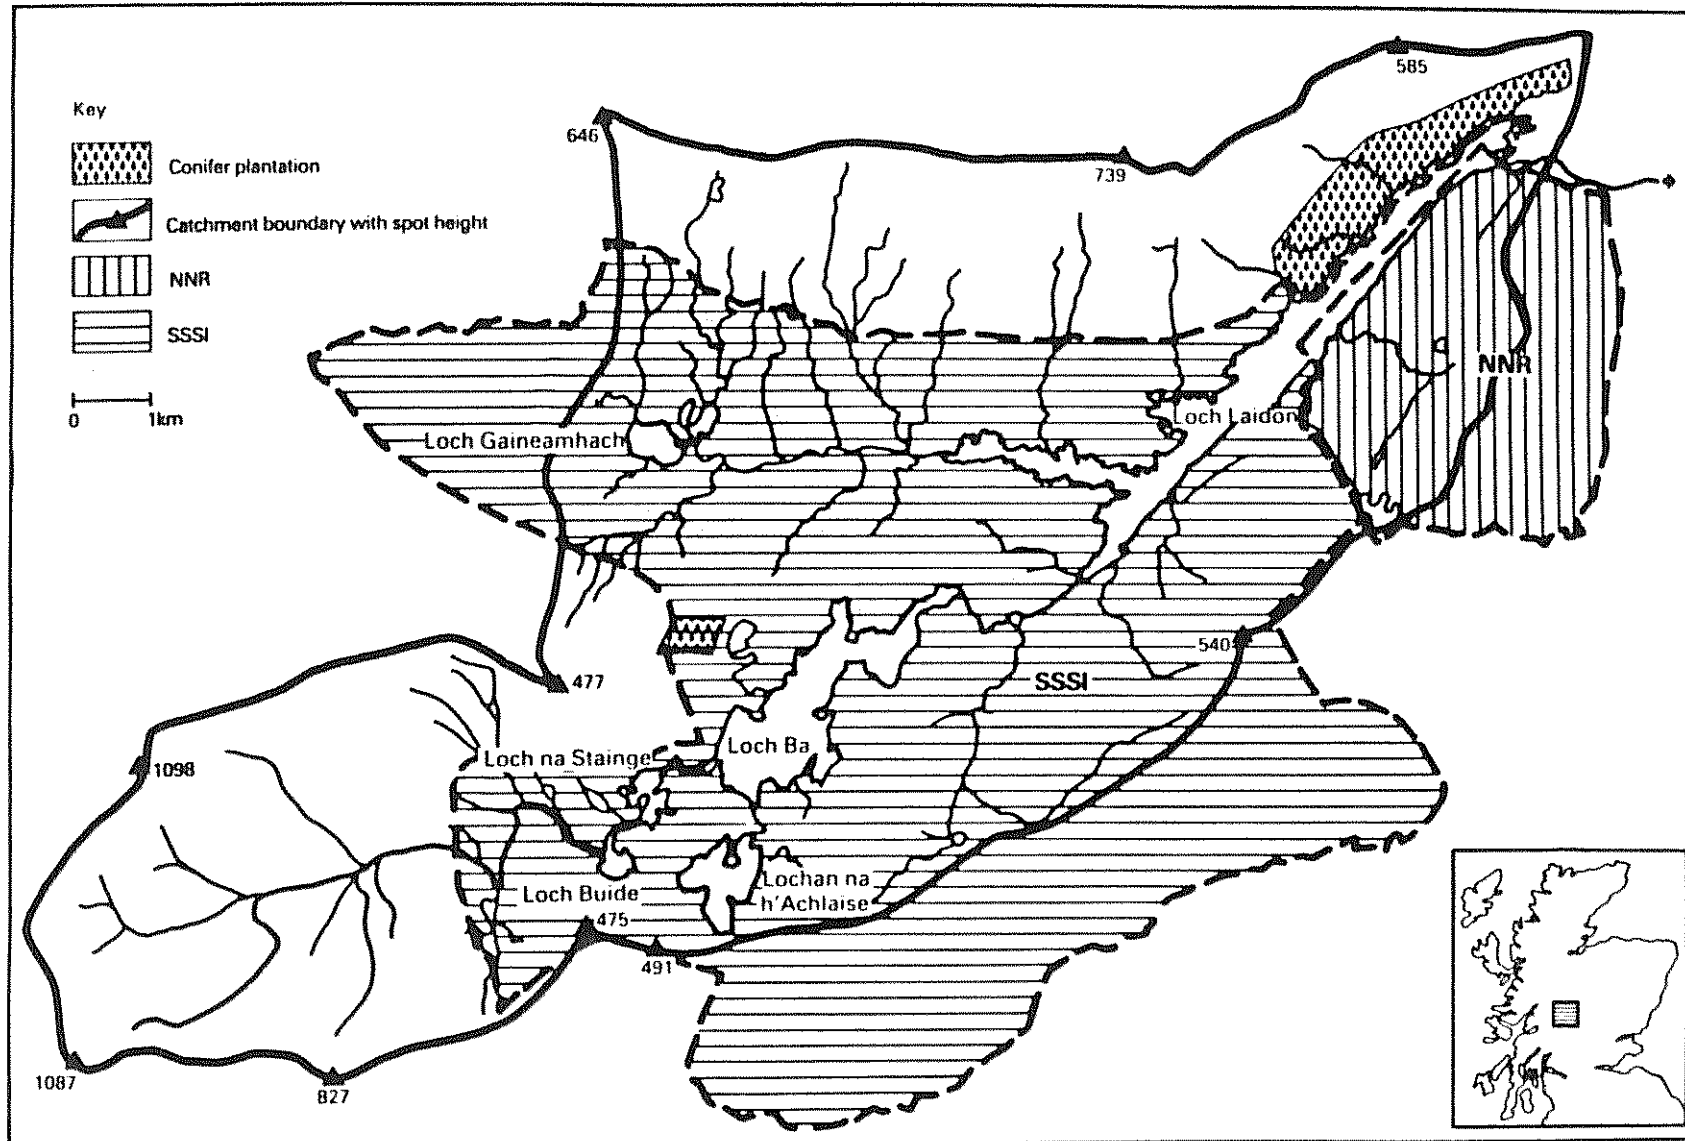 Key
Conifer plantation
Catchment boundary with spot height
NNR
SSSI
0 1km
585
646
739
NNR
Loch Laidon
Loch Gaineamhach
540
477
SSSI
Loch Ba
Loch na Stainge
1098
Lochan na
h'Achlaise
Loch Buide
475
491
1087
827